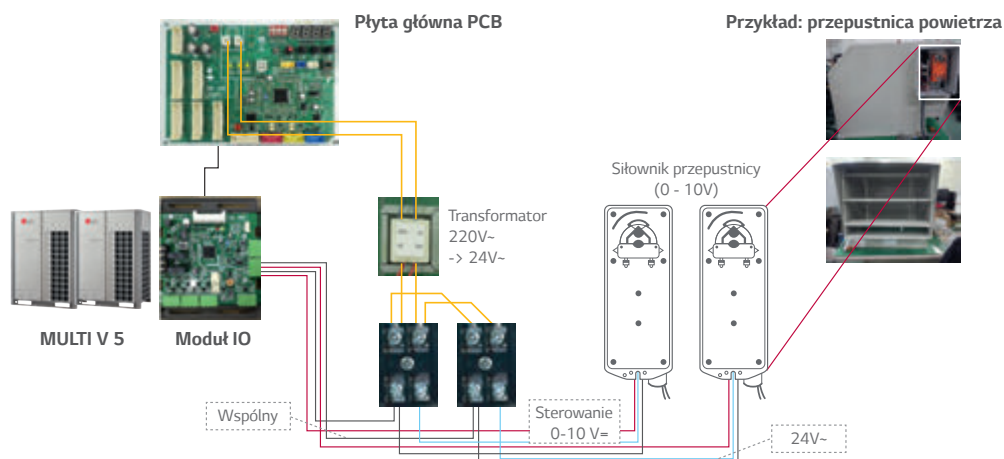 Płyta główna PCB
Przykład: przepustnica powietrza
Siłownik przepustnicy
(0 - 10V)
Transformator
220V~
-> 24V~
MULTI V 5
Moduł IO
Wspólny
Sterowanie
0-10 V=
24V~